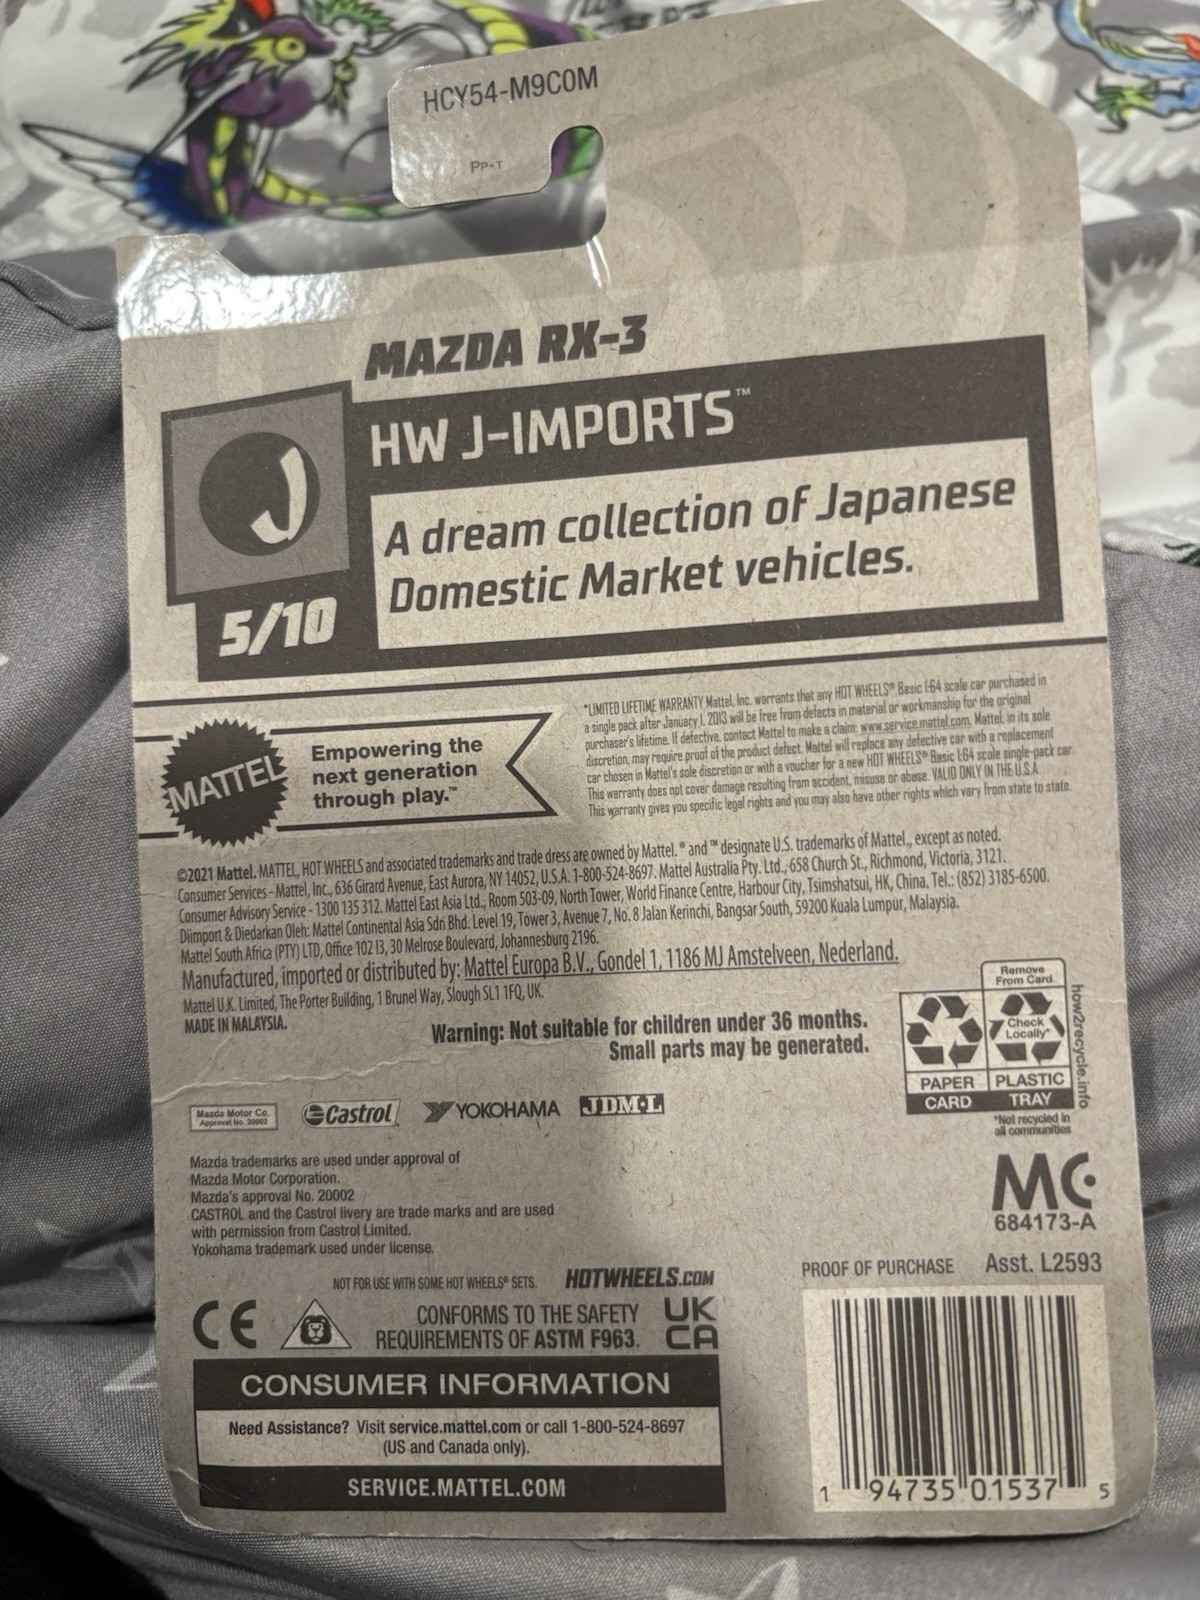 HCY54-M9C0M
PP-T
MAZDA RX-3
HW J-IMPORTS™
J
A dream collection of Japanese
Domestic Market vehicles.
5/10
MATTEL
Empowering the
next generation
through play.™
*LIMITED LIFETIME WARRANTY Mattel, Inc. warrants that any HOT WHEELS® Basic 1:64 scale car purchased in
a single pack after January 1, 2013 will be free from defects in material or workmanship for the original
purchaser's lifetime. If defective, contact Mattel to make a claim: www.service.mattel.com. Mattel, in its sole
discretion, may require proof of the product defect. Mattel will replace any defective car with a replacement
car chosen in Mattel's sole discretion or with a voucher for a new HOT WHEELS® Basic 1:64 scale single-pack car.
This warranty does not cover damage resulting from accident, misuse or abuse. VALID ONLY IN THE U.S.A.
This warranty gives you specific legal rights and you may also have other rights which vary from state to state.
©2021 Mattel. MATTEL, HOT WHEELS and associated trademarks and trade dress are owned by Mattel. ® and ™ designate U.S. trademarks of Mattel., except as noted.
Consumer Services - Mattel, Inc., 636 Girard Avenue, East Aurora, NY 14052, U.S.A. 1-800-524-8697. Mattel Australia Pty. Ltd., 658 Church St., Richmond, Victoria, 3121.
Consumer Advisory Service - 1300 135 312. Mattel East Asia Ltd., Room 503-09, North Tower, World Finance Centre, Harbour City, Tsimshatsui, HK, China. Tel.: (852) 3185-6500.
Diimport & Diedarkan Oleh: Mattel Continental Asia Sdn Bhd. Level 19, Tower 3, Avenue 7, No. 8 Jalan Kerinchi, Bangsar South, 59200 Kuala Lumpur, Malaysia.
Mattel South Africa (PTY) LTD, Office 102 I3, 30 Melrose Boulevard, Johannesburg 2196.
Manufactured, imported or distributed by: Mattel Europa B.V., Gondel 1, 1186 MJ Amstelveen, Nederland.
Mattel U.K. Limited, The Porter Building, 1 Brunel Way, Slough SL1 1FQ, UK.
MADE IN MALAYSIA.
Warning: Not suitable for children under 36 months.
Small parts may be generated.
Remove
From Card
Check
Locally*
PAPER
PLASTIC
CARD
TRAY
how2recycle.info
*Not recycled in
all communities
Mazda Motor Co.
Approval No. 20002
Castrol
YOKOHAMA
JDM-L
Mazda trademarks are used under approval of
Mazda Motor Corporation.
Mazda's approval No. 20002
CASTROL and the Castrol livery are trade marks and are used
with permission from Castrol Limited.
Yokohama trademark used under license.
MC
684173-A
PROOF OF PURCHASE Asst. L2593
NOT FOR USE WITH SOME HOT WHEELS® SETS. HOTWHEELS.COM
CE
CONFORMS TO THE SAFETY
REQUIREMENTS OF ASTM F963.
UK
CA
CONSUMER INFORMATION
Need Assistance? Visit service.mattel.com or call 1-800-524-8697
(US and Canada only).
SERVICE.MATTEL.COM
1 94735 01537 5